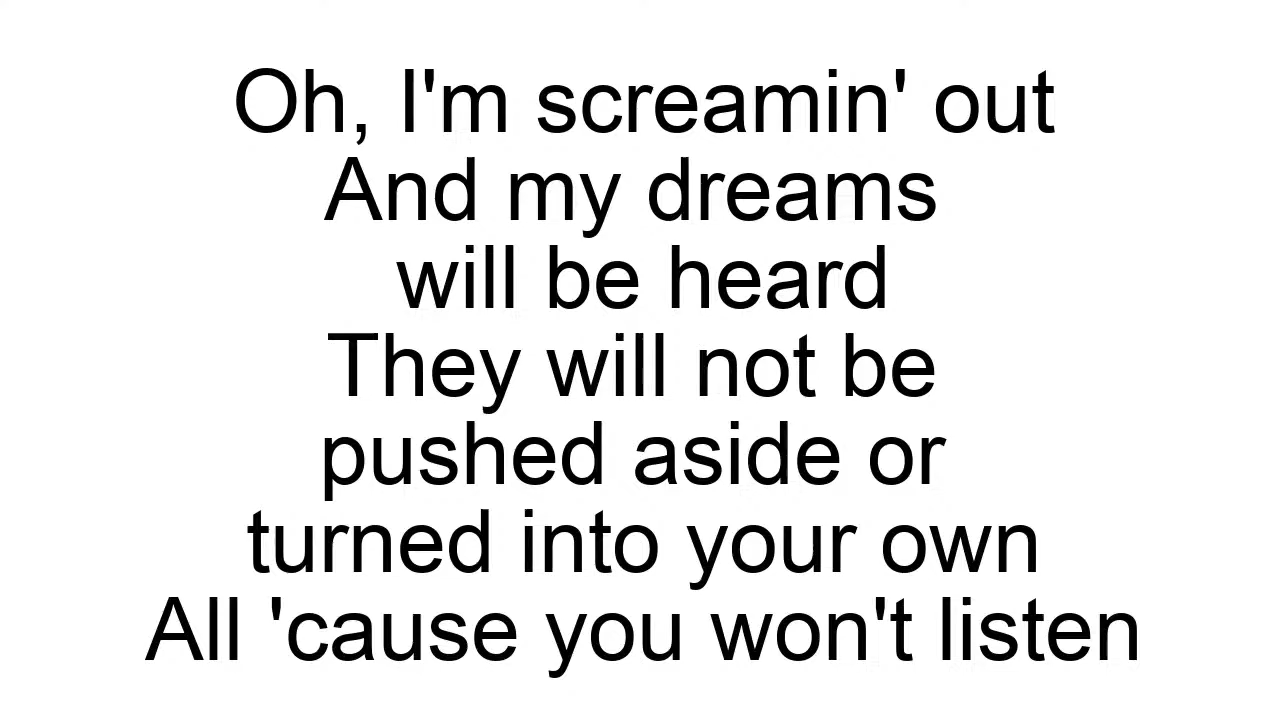 Oh, I'm screamin' out
And my dreams
will be heard
They will not be
pushed aside or
turned into your own
All 'cause you won't listen